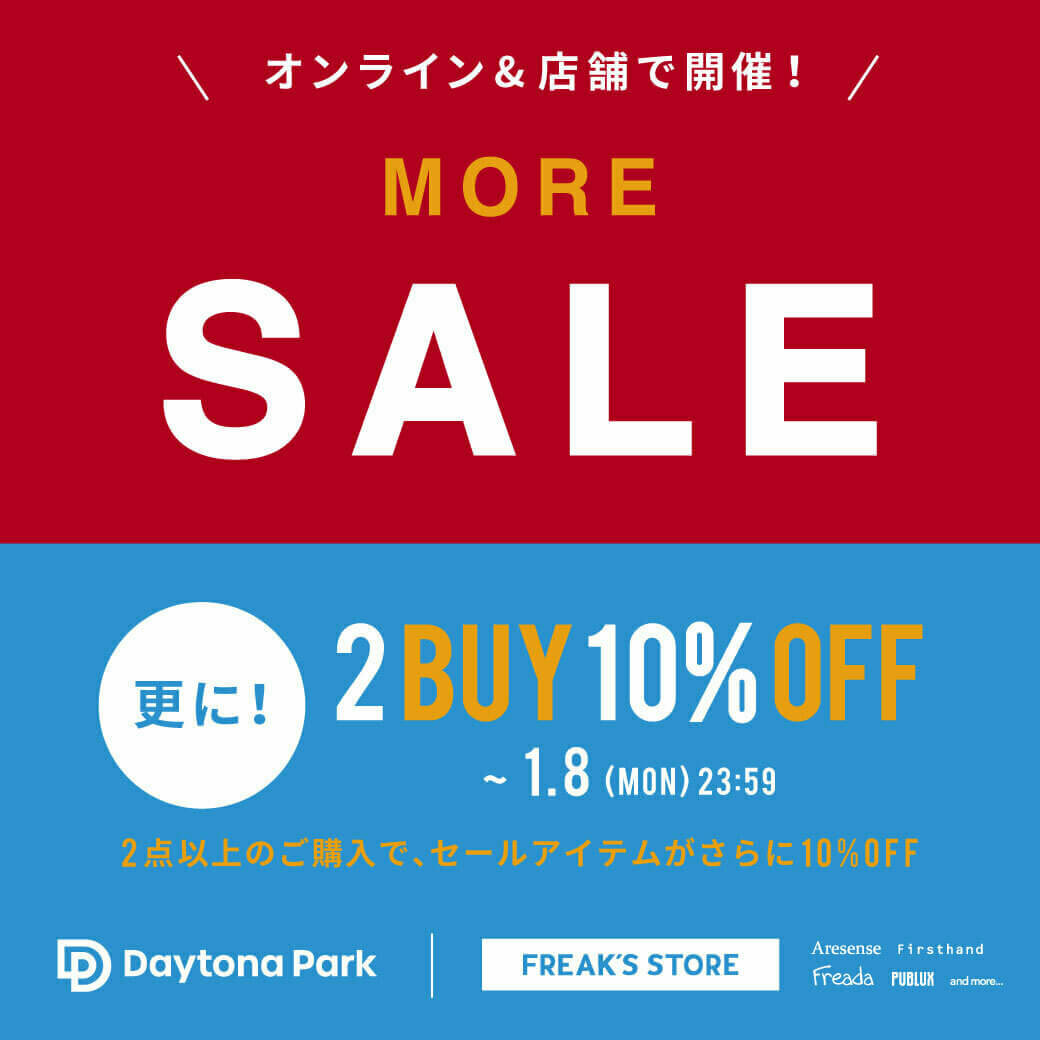 オンライン&店舗で開催!
MORE
SALE
更に!
2 BUY 10% OFF
~ 1.8 (MON) 23:59
2点以上のご購入で、セールアイテムがさらに10%OFF
Daytona Park
FREAK'S STORE
Aresense Firsthand
Freada PUBLUX and more...